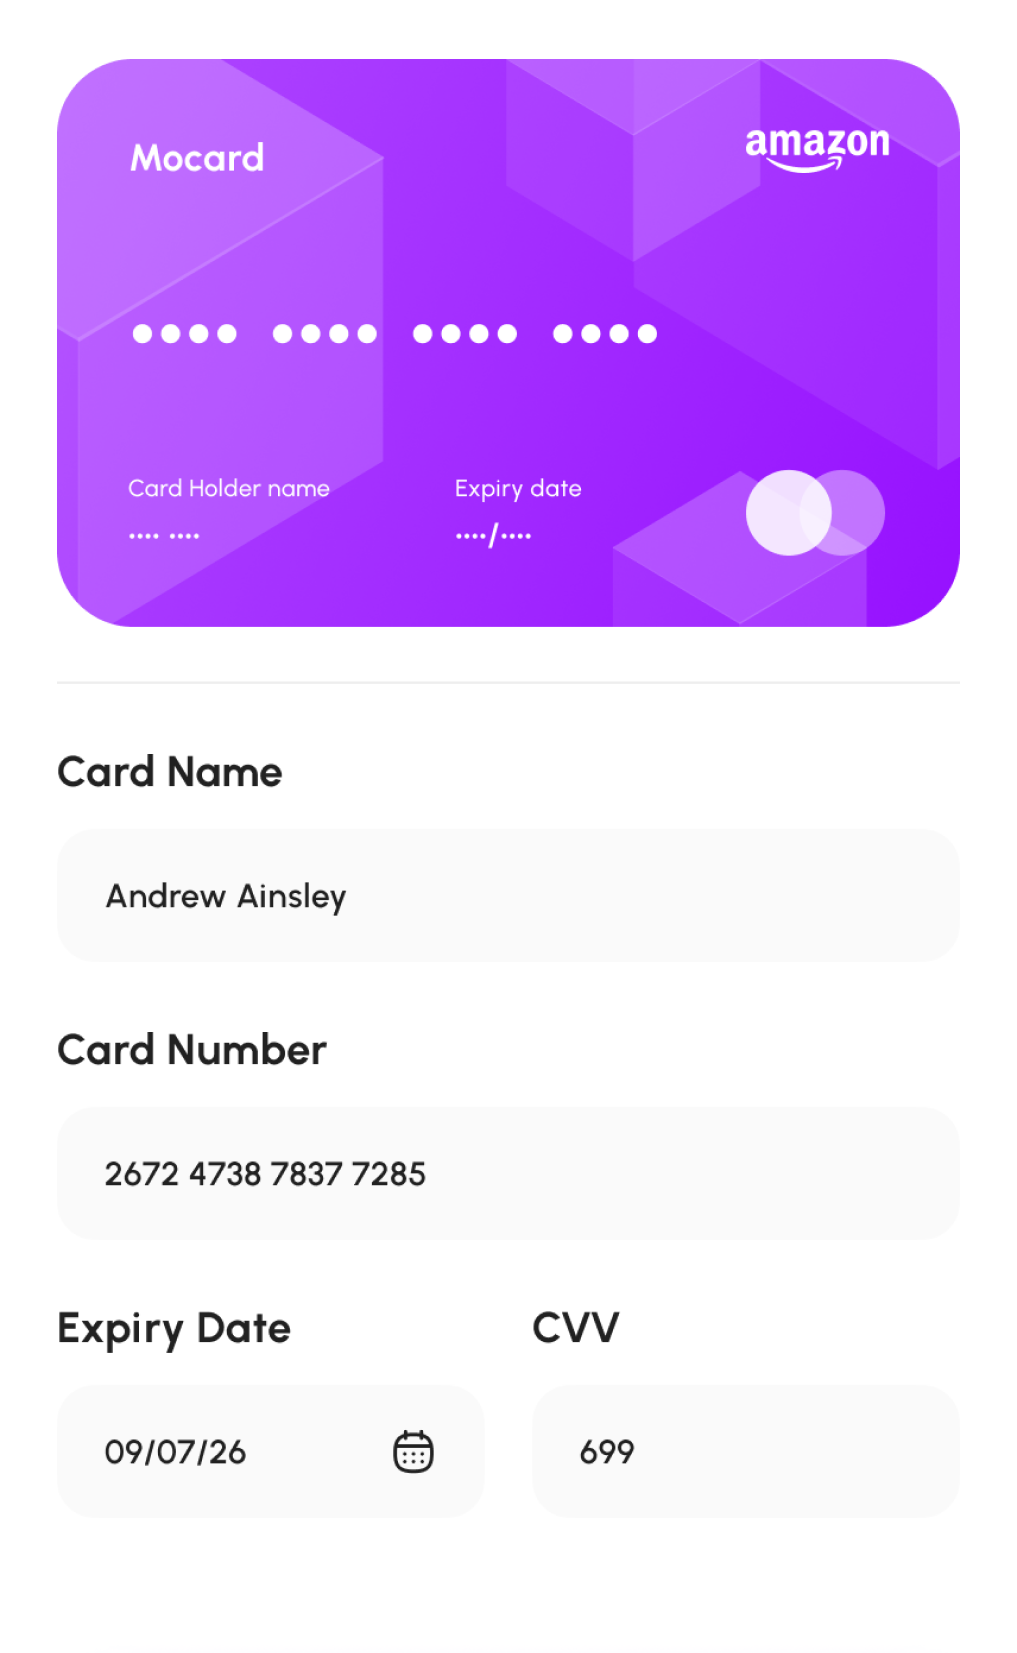 Mocard
amazon
•••• •••• •••• ••••
Card Holder name
Expiry date
•••• ••••
••••/••••
Card Name
Andrew Ainsley
Card Number
2672 4738 7837 7285
Expiry Date
CVV
09/07/26
699